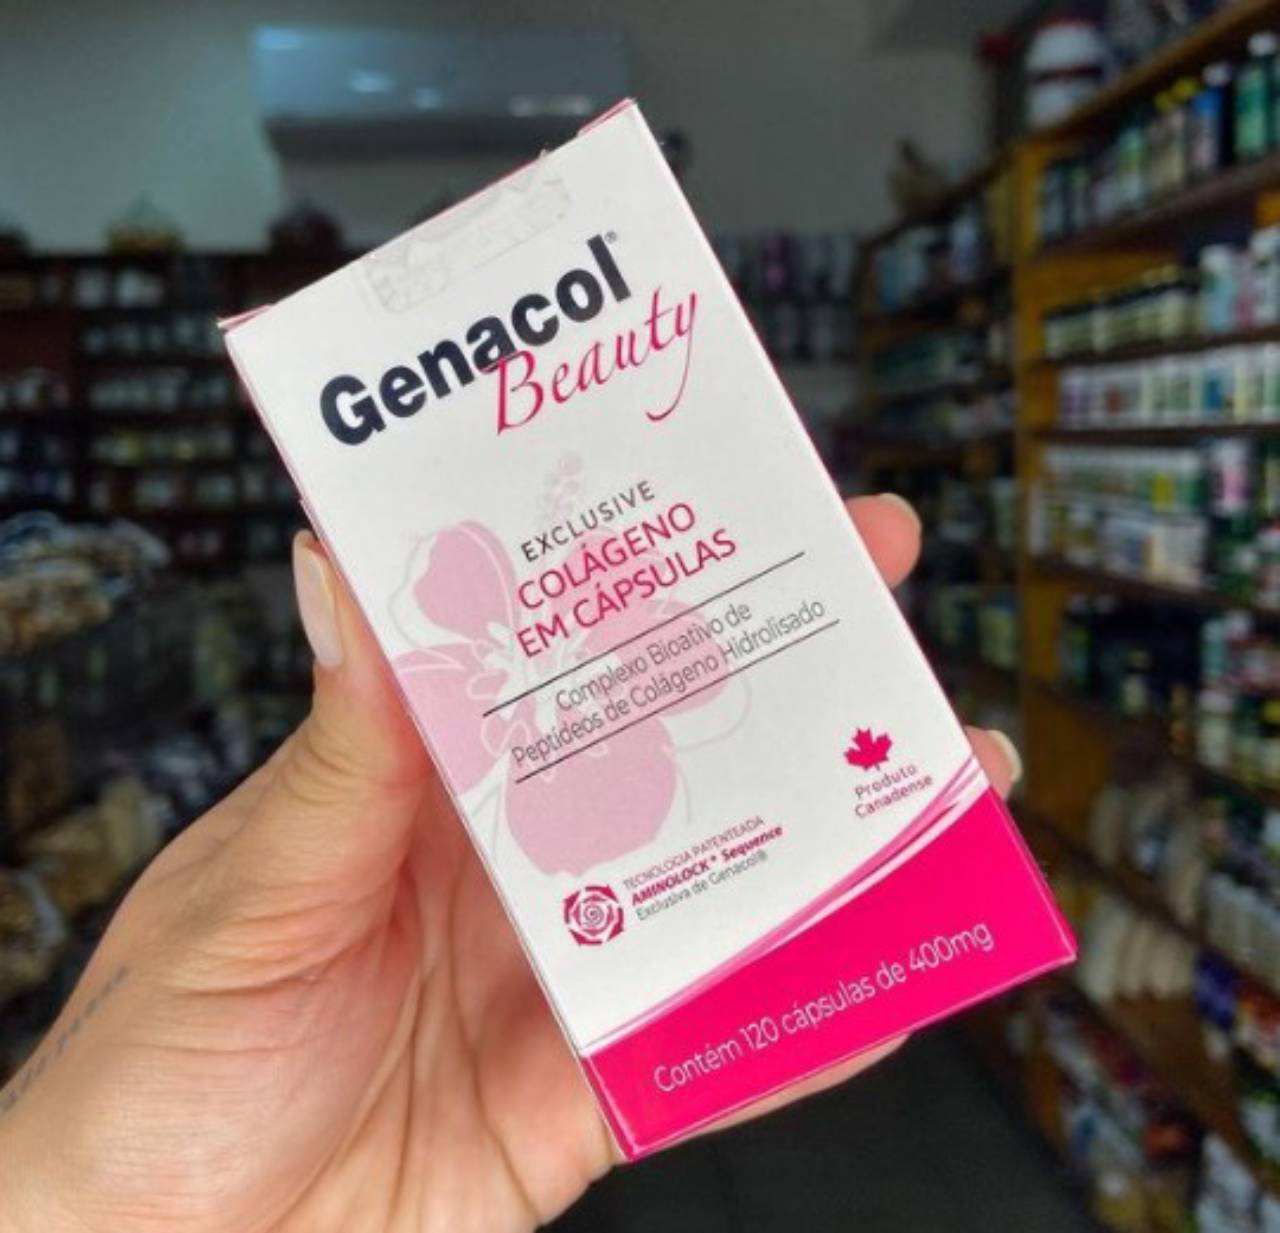 Genacol®
Beauty
EXCLUSIVE
COLÁGENO
EM CÁPSULAS
Complexo Bioativo de
Peptídeos de Colágeno Hidrolisado
Produto
Canadense
TECNOLOGIA PATENTEADA
AMINOLOCK® Sequence
Exclusiva de Genacol®
Contém 120 cápsulas de 400mg